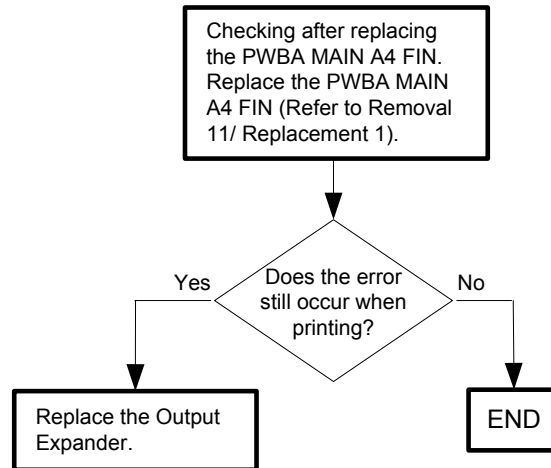 Checking after replacing
the PWBA MAIN A4 FIN.
Replace the PWBA MAIN
A4 FIN (Refer to Removal
11/ Replacement 1).
Yes
Does the error
still occur when
printing?
No
Replace the Output
Expander.
END